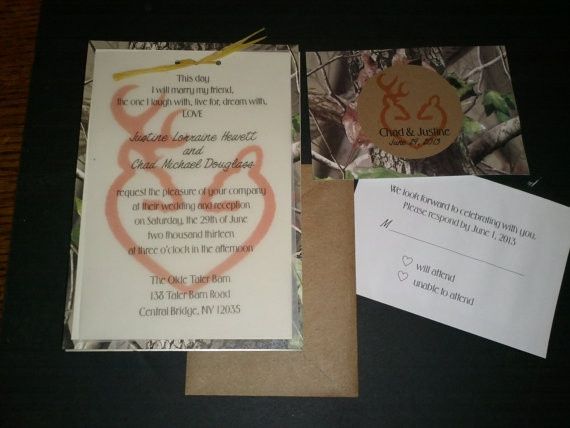 This day
I will marry my friend,
the one I laugh with, live for, dream with,
LOVE
Justine Lorraine Hewett
and
Chad Michael Douglass
request the pleasure of your company
at their wedding and reception
on Saturday, the 29th of June
two thousand thirteen
at three o'clock in the afternoon
The Olde Tater Barn
138 Tater Barn Road
Central Bridge, NY 12035
Chad & Justine
June 29, 2013
We look forward to celebrating with you.
Please respond by June 1, 2013
M
will attend
unable to attend